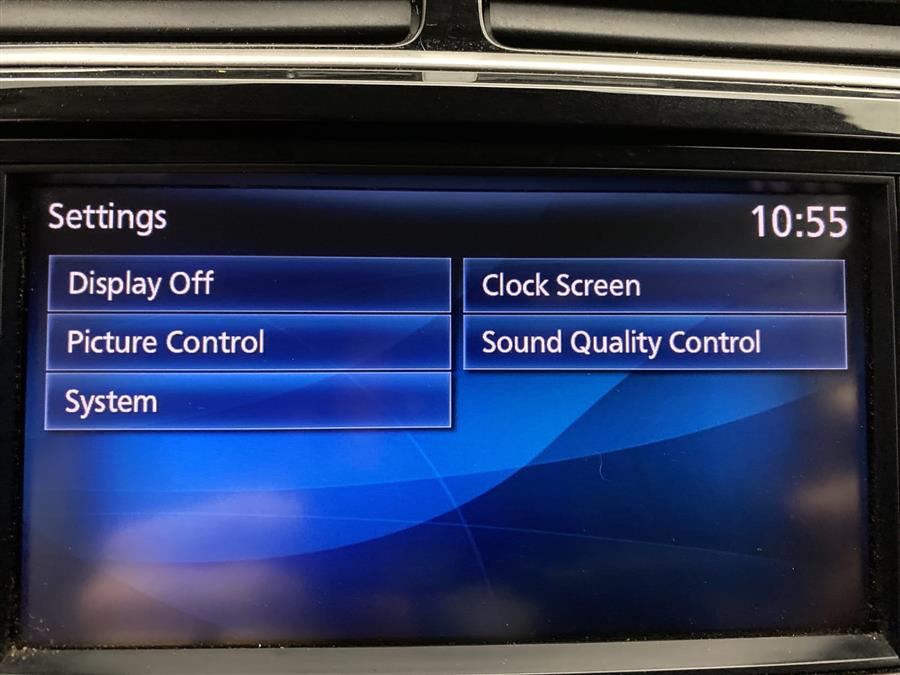 Settings
10:55
Display Off
Clock Screen
Picture Control
Sound Quality Control
System